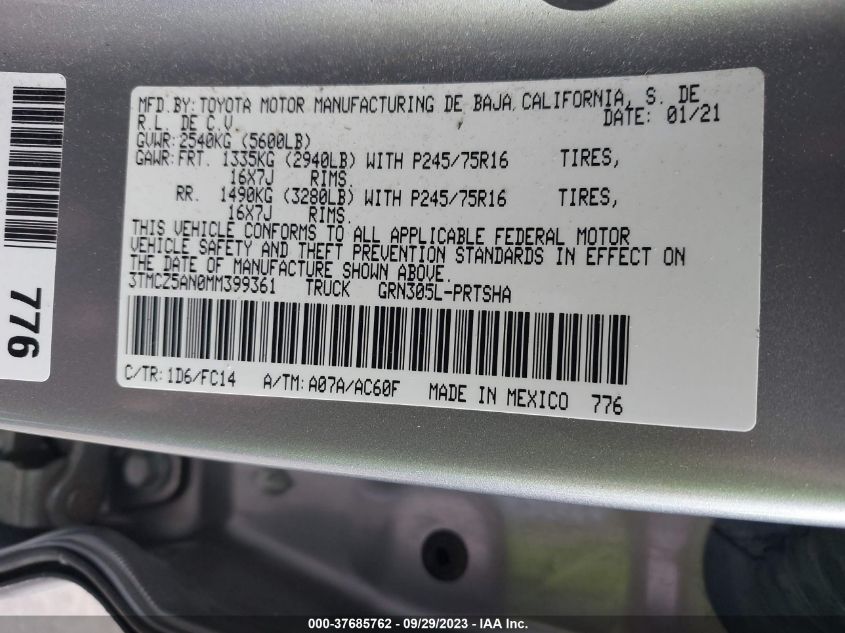 MFD.BY:TOYOTA MOTOR MANUFACTURING DE BAJA CALIFORNIA, S. DE
R.L. DE C.V. DATE: 01/21
GVWR:2540KG (5600LB)
GAWR:FRT. 1335KG (2940LB) WITH P245/75R16 TIRES,
16X7J RIMS.
RR. 1490KG (3280LB) WITH P245/75R16 TIRES,
16X7J RIMS.
THIS VEHICLE CONFORMS TO ALL APPLICABLE FEDERAL MOTOR
VEHICLE SAFETY AND THEFT PREVENTION STANDARDS IN EFFECT ON
THE DATE OF MANUFACTURE SHOWN ABOVE.
3TMCZ5AN0MM399361 TRUCK GRN305L-PRTSHA
C/TR:1D6/FC14 A/TM:A07A/AC60F MADE IN MEXICO 776
776
000-37685762 - 09/29/2023 - IAA, Inc.